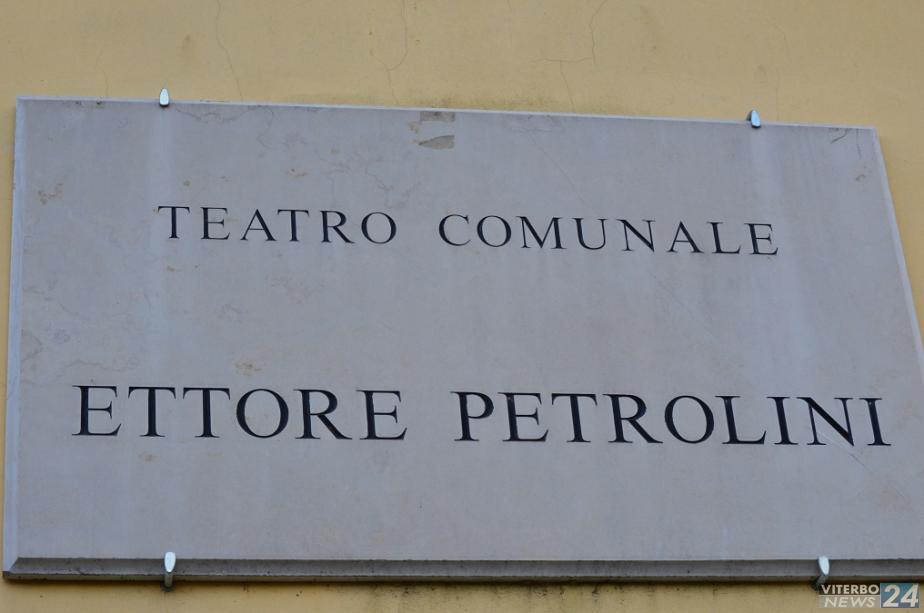 TEATRO COMUNALE
ETTORE PETROLINI
VITERBO
NEWS 24